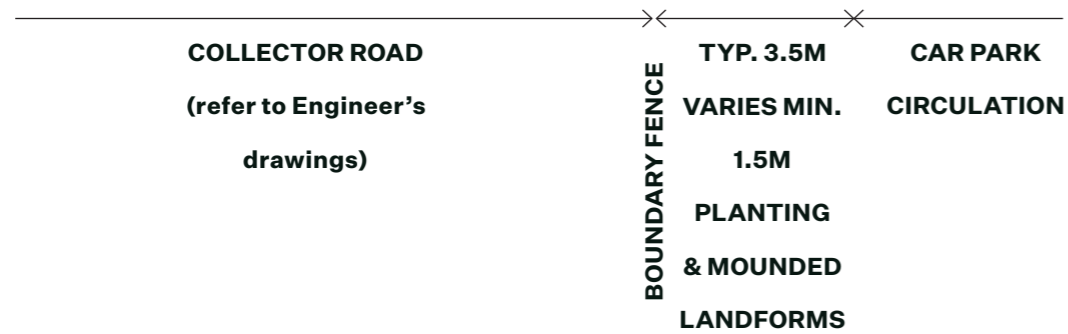 COLLECTOR ROAD
(refer to Engineer’s
drawings)
BOUNDARY FENCE
TYP. 3.5M
VARIES MIN.
1.5M
PLANTING
& MOUNDED
LANDFORMS
CAR PARK
CIRCULATION